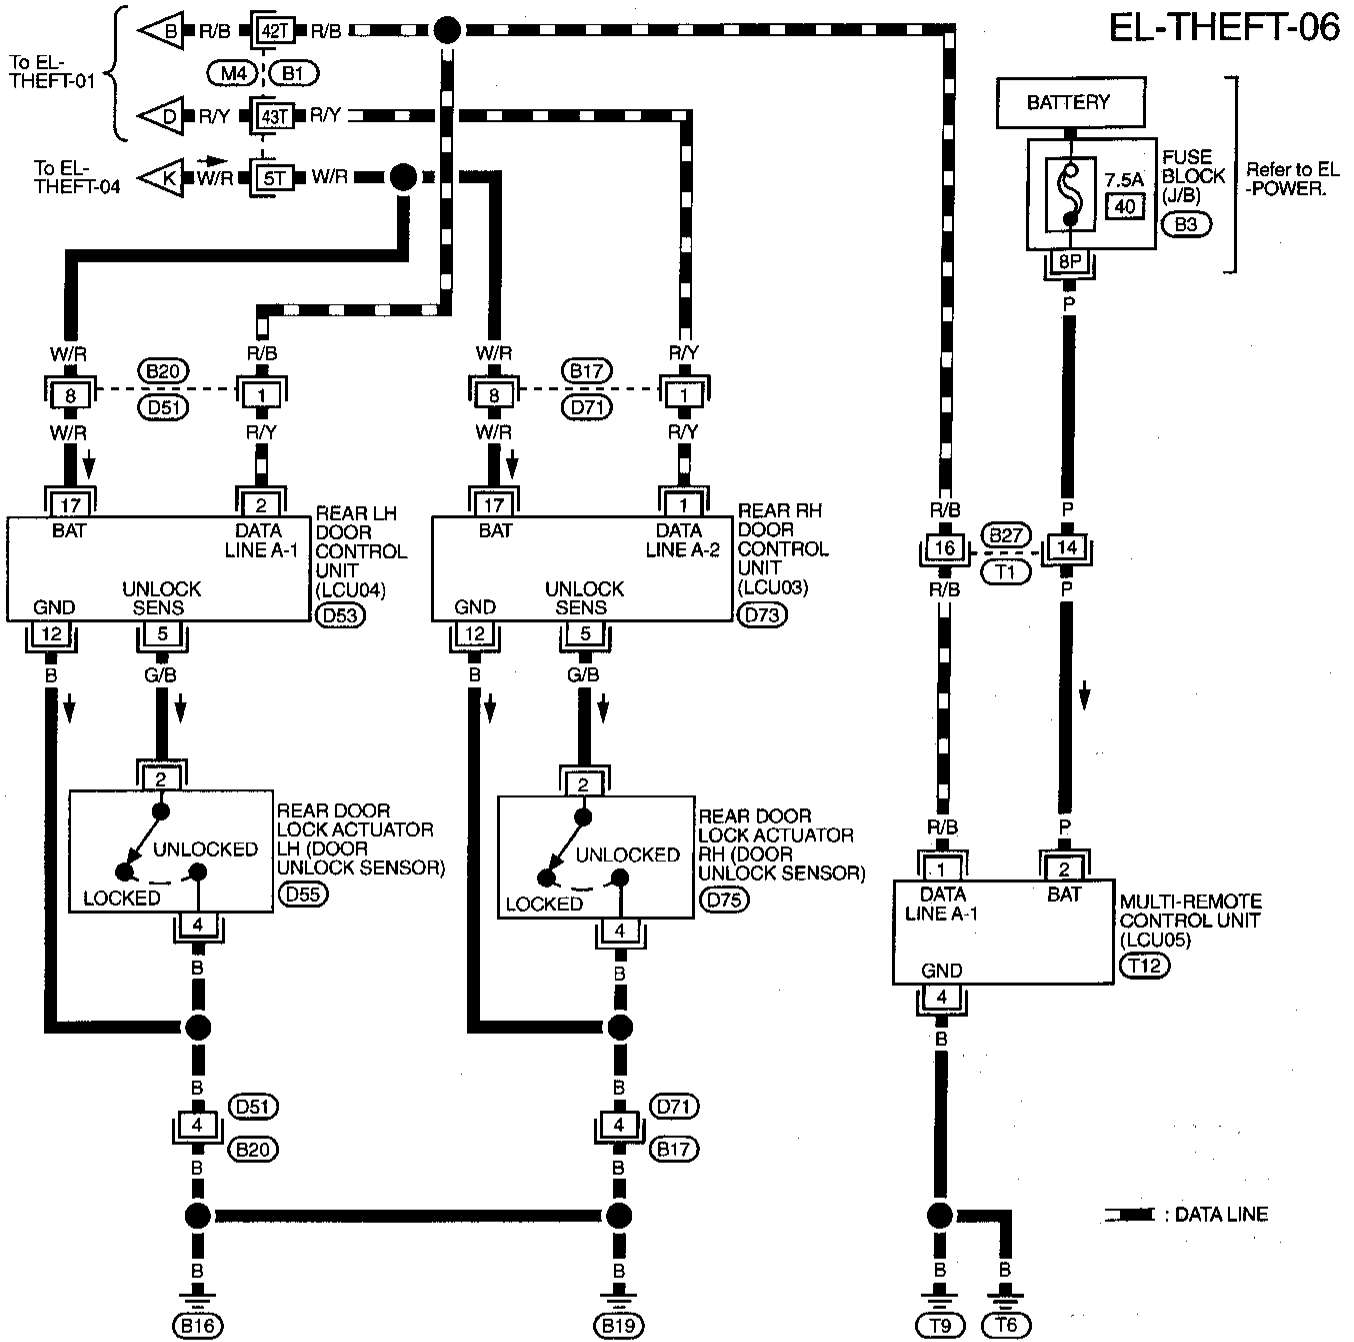 EL-THEFT-06
B R/B 42T R/B
To EL-
THEFT-01
M4 B1
D R/Y 43T R/Y
To EL-
THEFT-04
K W/R 5T W/R
BATTERY
7.5A
40
FUSE
BLOCK
(J/B)
B3
Refer to EL
-POWER.
8P
P
W/R R/B W/R R/Y
8 B20 1 8 B17 1
D51 D71
W/R R/Y W/R R/Y
17 2 17 1
BAT
DATA
LINE A-1
UNLOCK
SENS
GND
12 5
REAR LH
DOOR
CONTROL
UNIT
(LCU04)
D53
BAT
DATA
LINE A-2
UNLOCK
SENS
GND
12 5
REAR RH
DOOR
CONTROL
UNIT
(LCU03)
D73
R/B P
16 B27 14
T1
R/B P
B G/B B G/B
2
UNLOCKED
LOCKED
4
REAR DOOR
LOCK ACTUATOR
LH (DOOR
UNLOCK SENSOR)
D55
2
UNLOCKED
LOCKED
4
REAR DOOR
LOCK ACTUATOR
RH (DOOR
UNLOCK SENSOR)
D75
R/B P
1 2
DATA
LINE A-1
BAT
GND
4
MULTI-REMOTE
CONTROL UNIT
(LCU05)
T12
B B B
B B
4 D51 4 D71
B20 B17
B B
: DATA LINE
B B B B
B16 B19 T9 T6